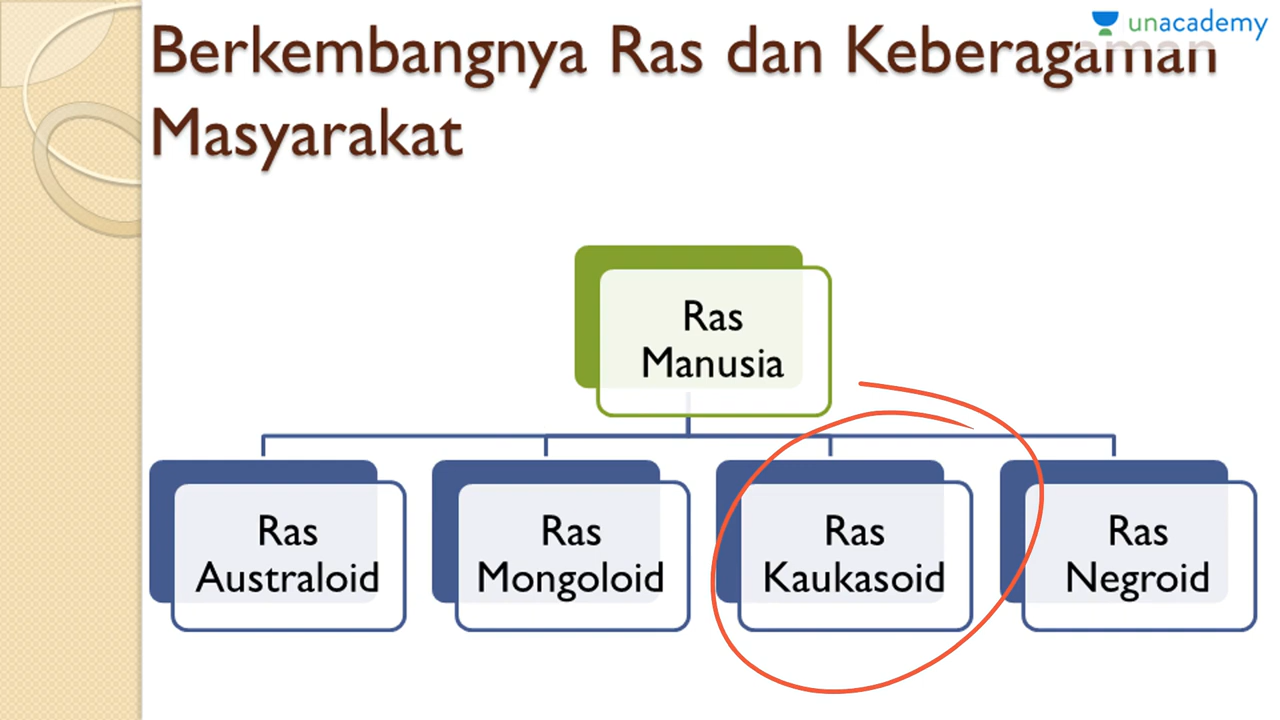 unacademy
Berkembangnya Ras dan Keberagaman
Masyarakat
Ras
Manusia
Ras
Australoid
Ras
Mongoloid
Ras
Kaukasoid
Ras
Negroid